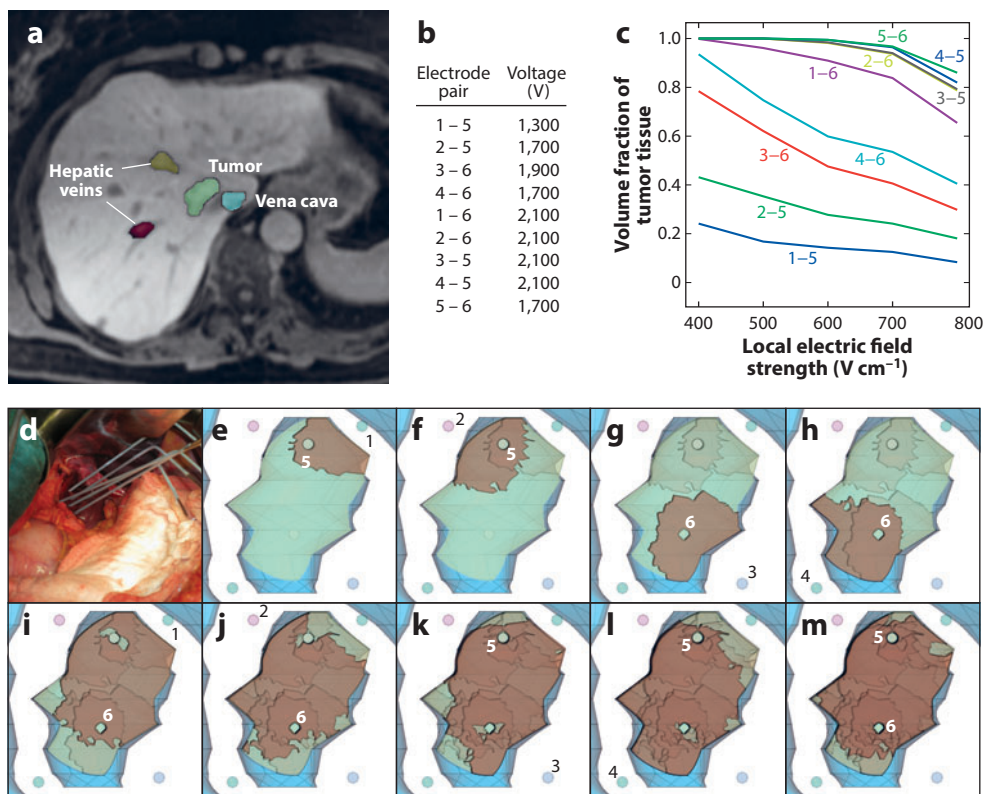 a
Hepatic
veins
Tumor
Vena cava
b
Electrode
pair
Voltage
(V)
1 – 5 1,300
2 – 5 1,700
3 – 6 1,900
4 – 6 1,700
1 – 6 2,100
2 – 6 2,100
3 – 5 2,100
4 – 5 2,100
5 – 6 1,700
c
Volume fraction of
tumor tissue
1.0
0.8
0.6
0.4
0.2
0
5–6
4–5
2–6
3–5
1–6
4–6
3–6
2–5
1–5
400 500 600 700 800
Local electric field
strength (V cm⁻¹)
d
e
1
5
f
2
5
g
6
3
h
6
4
i
1
6
j
2
6
k
5
3
l
5
4
m
5
6